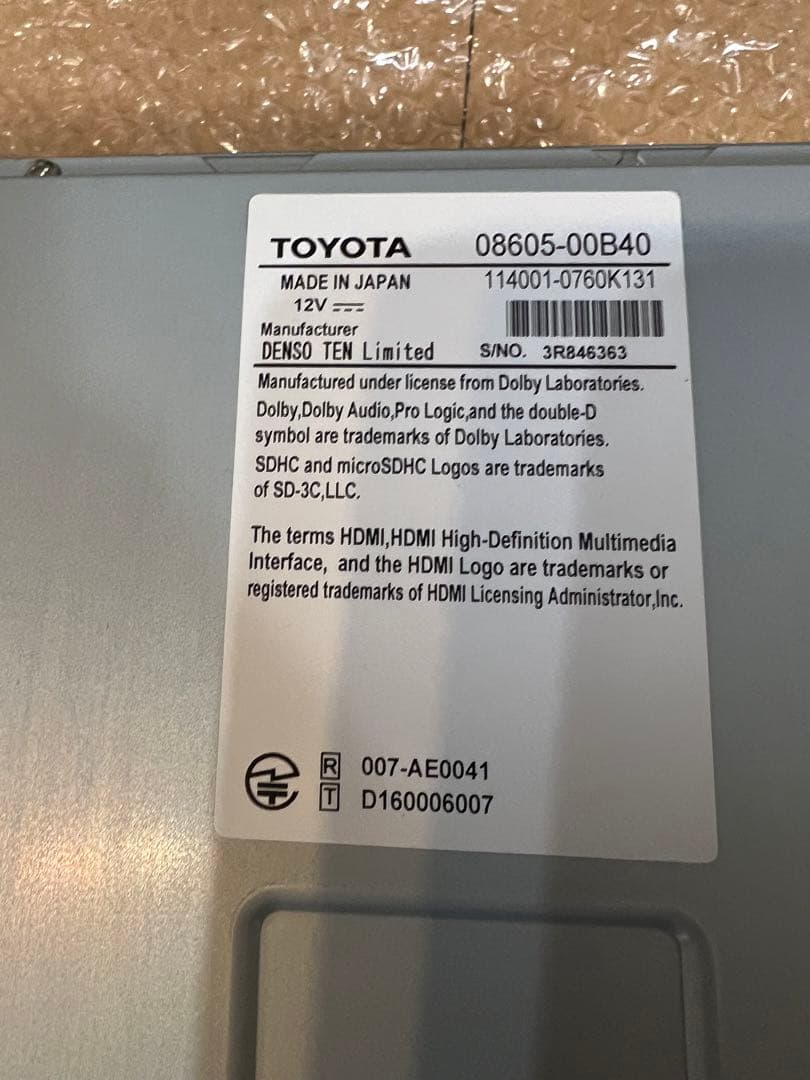 TOYOTA 08605-00B40
MADE IN JAPAN 114001-0760K131
12V
Manufacturer
DENSO TEN Limited S/NO. 3R846363
Manufactured under license from Dolby Laboratories.
Dolby,Dolby Audio,Pro Logic,and the double-D
symbol are trademarks of Dolby Laboratories.
SDHC and microSDHC Logos are trademarks
of SD-3C,LLC.
The terms HDMI,HDMI High-Definition Multimedia
Interface, and the HDMI Logo are trademarks or
registered trademarks of HDMI Licensing Administrator,Inc.
R 007-AE0041
T D160006007